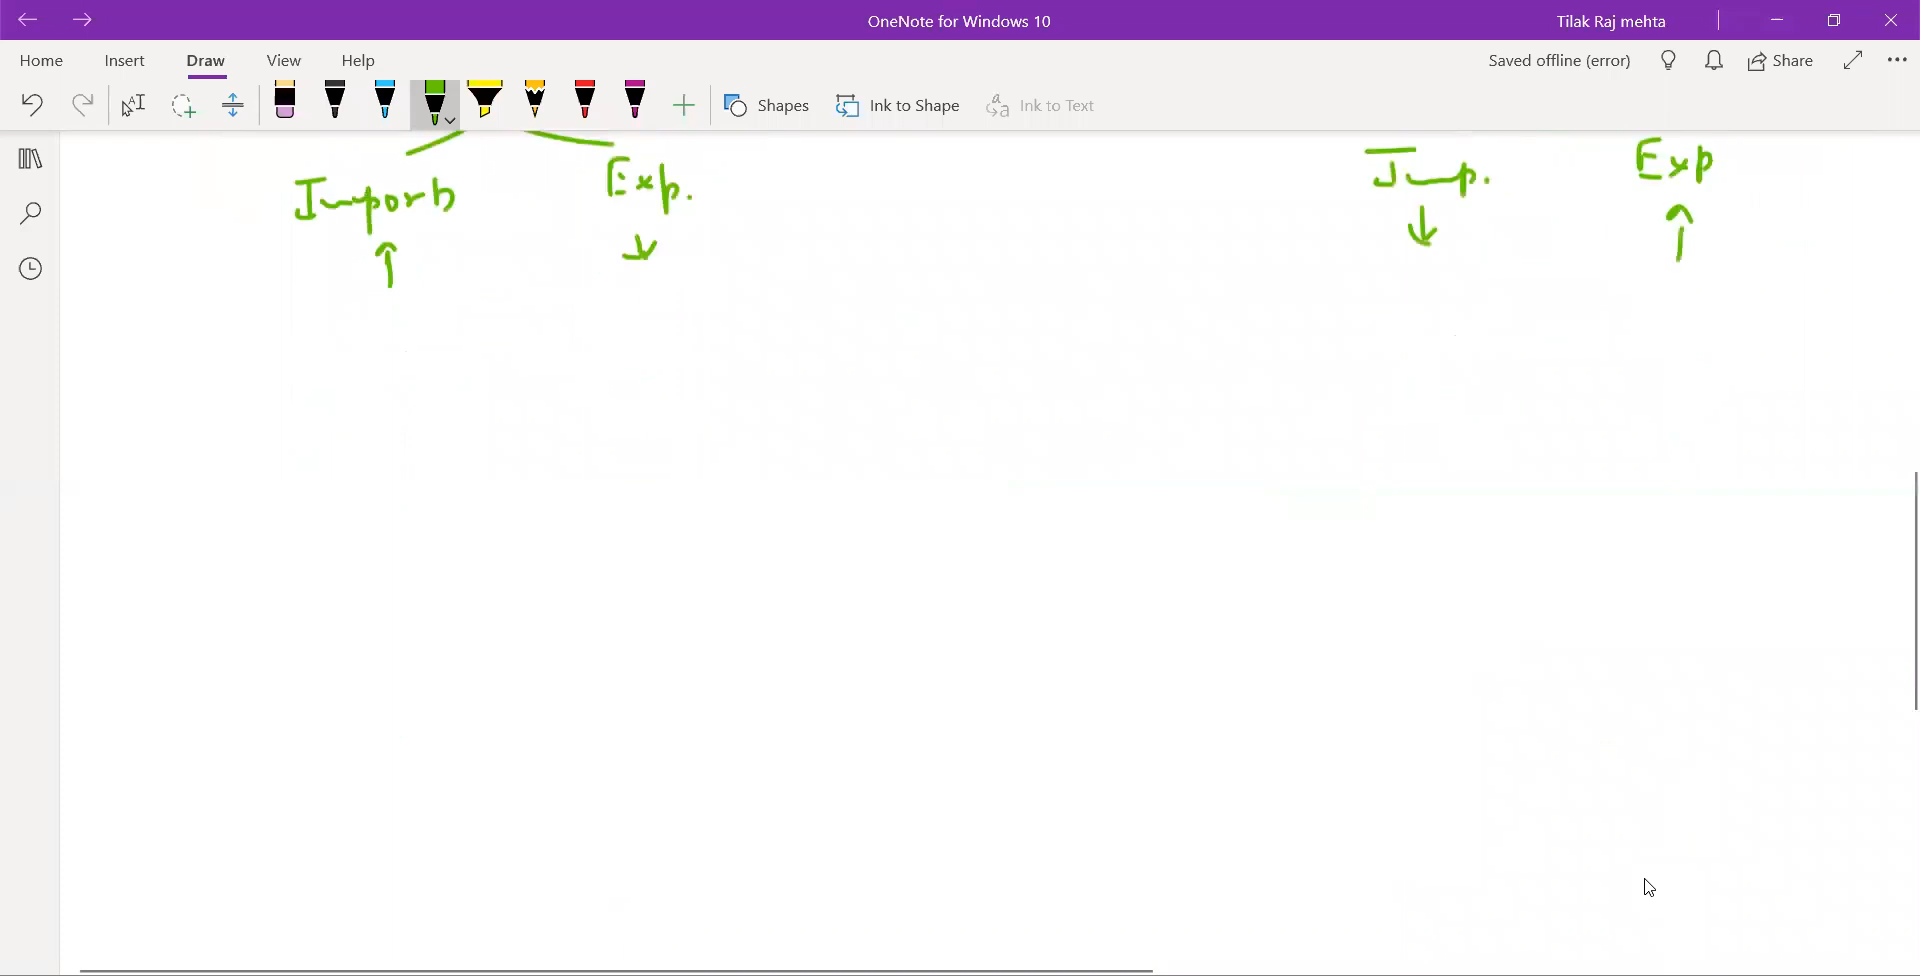 OneNote for Windows 10
Tilak Raj mehta
Home Insert Draw View Help
Saved offline (error)
Share
Shapes
Ink to Shape
Ink to Text
Import Exp.
Imp. Exp